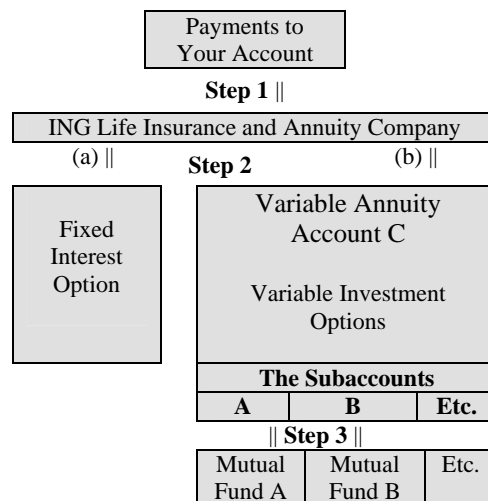 Payments to
Your Account
Step 1 ||
ING Life Insurance and Annuity Company
(a) || Step 2 (b) ||
Fixed
Interest
Option
Variable Annuity
Account C
Variable Investment
Options
The Subaccounts
A B Etc.
|| Step 3 ||
Mutual Mutual Etc.
Fund A Fund B